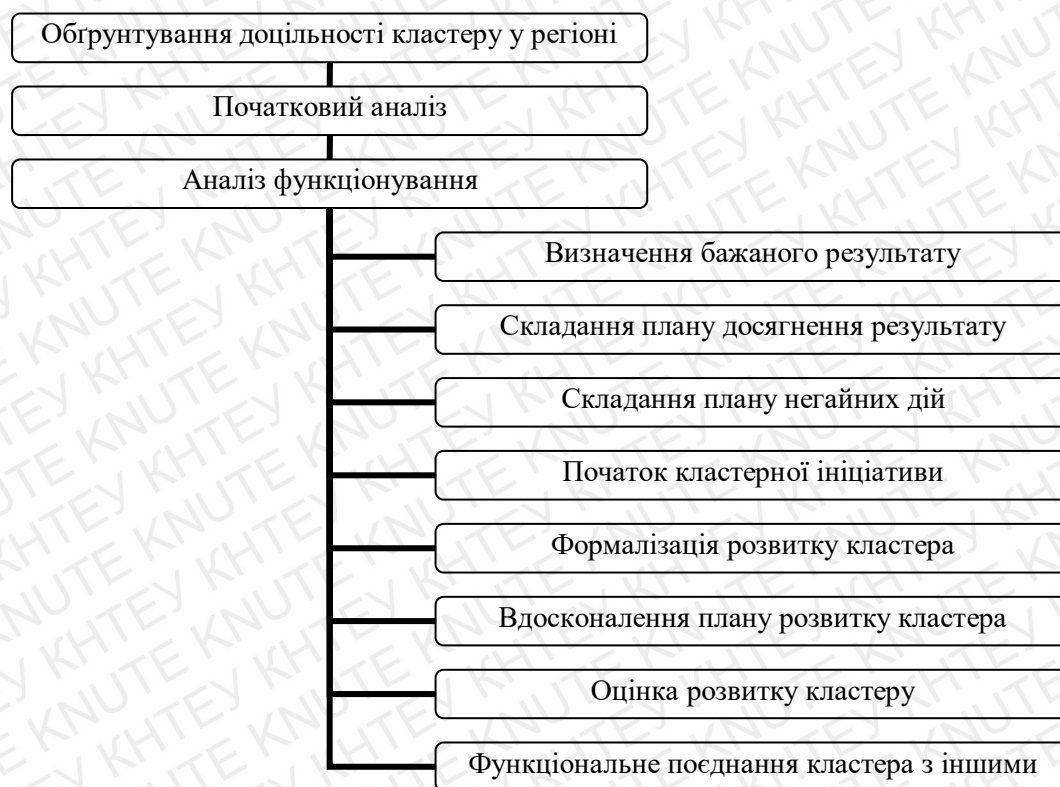 Обґрунтування доцільності кластеру у регіоні
Початковий аналіз
Аналіз функціонування
Визначення бажаного результату
Складання плану досягнення результату
Складання плану негайних дій
Початок кластерної ініціативи
Формалізація розвитку кластера
Вдосконалення плану розвитку кластера
Оцінка розвитку кластеру
Функціональне поєднання кластера з іншими